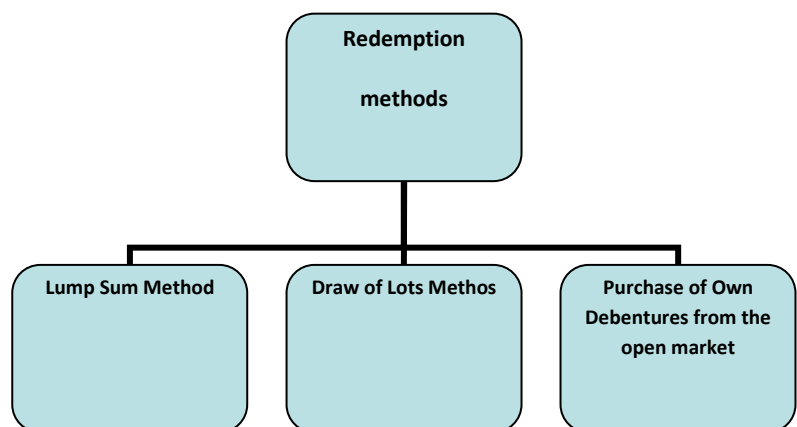 Redemption
methods
Lump Sum Method
Draw of Lots Methos
Purchase of Own
Debentures from the
open market